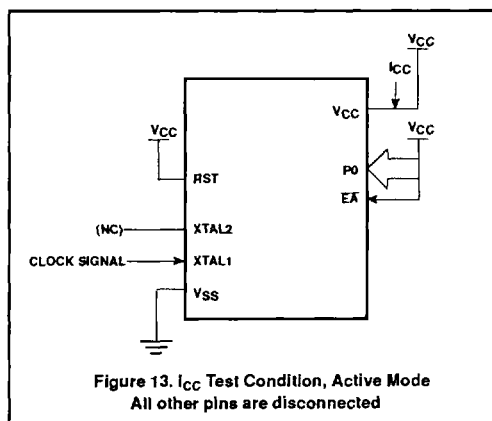 VCC
ICC
VCC
VCC
VCC
RST
P0
EA
(NC)
XTAL2
CLOCK SIGNAL
XTAL1
VSS
Figure 13. ICC Test Condition, Active Mode
All other pins are disconnected